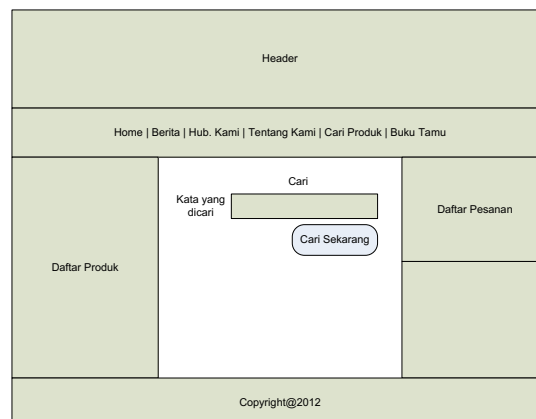 Header
Home | Berita | Hub. Kami | Tentang Kami | Cari Produk | Buku Tamu
Daftar Produk
Cari
Kata yang
dicari
Cari Sekarang
Daftar Pesanan
Copyright@2012